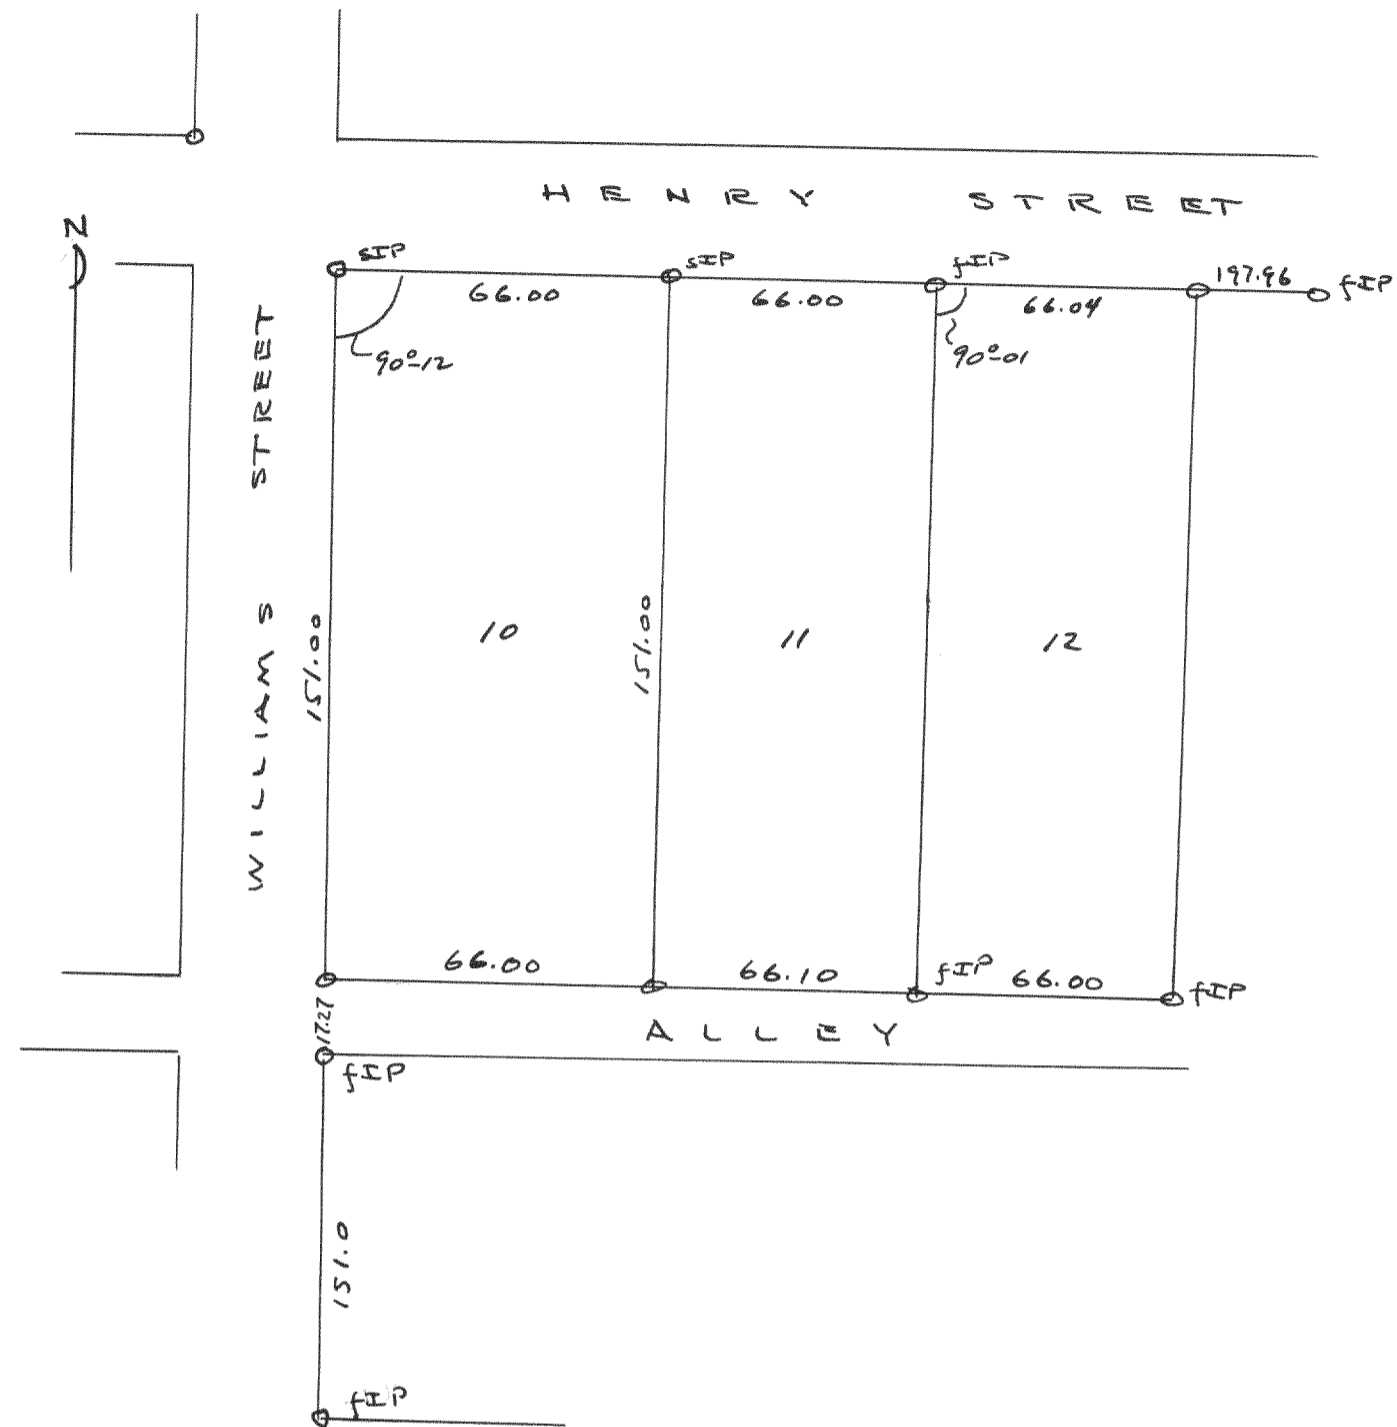 HENRY STREET
N
SIP
SIP
fIP
197.96
fIP
66.00
66.00
66.04
90°-12
90°-01
WILLIAMS STREET
151.00
10
151.00
11
12
66.00
66.10
fIP
66.00
fIP
17.27
ALLEY
fIP
151.0
fIP